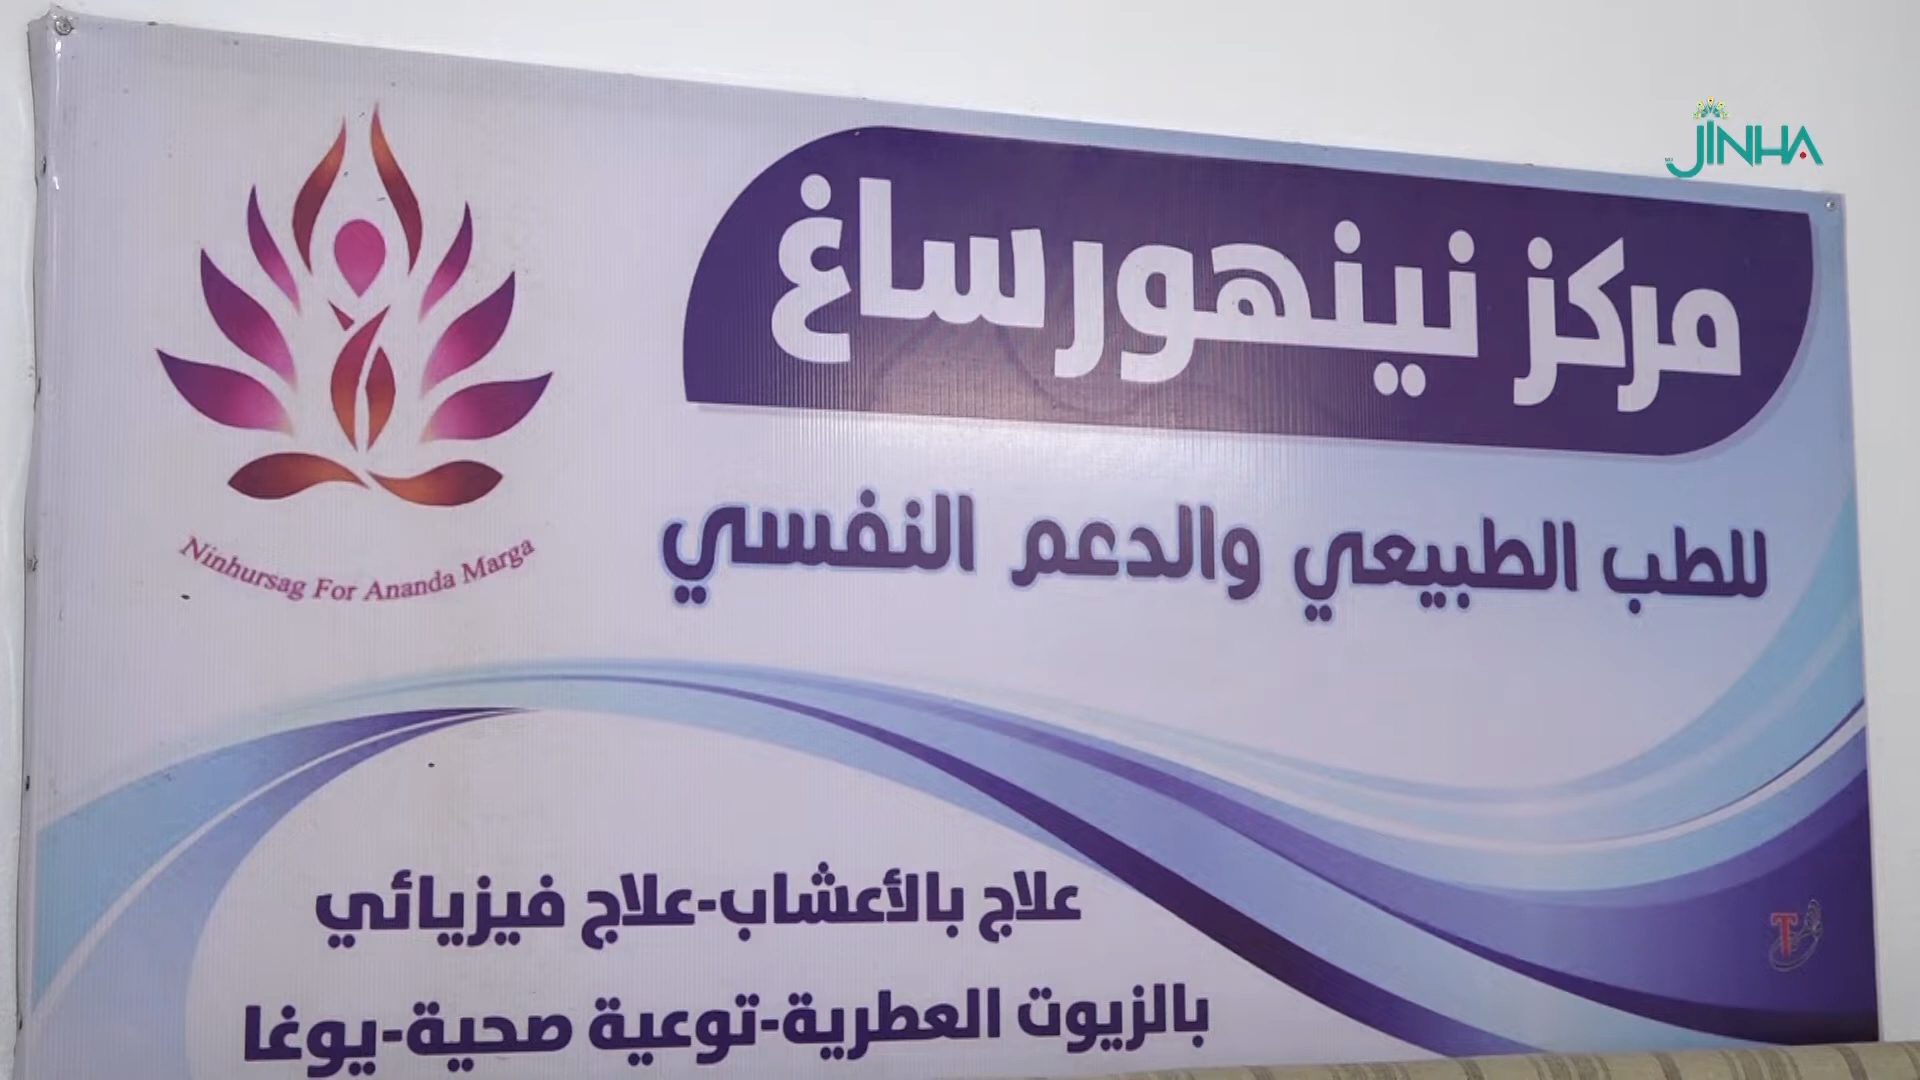 JINHA
مركز نينهورساغ
للطب الطبيعي والدعم النفسي
Ninhursag For Ananda Marga
علاج بالأعشاب-علاج فيزيائي
بالزيوت العطرية-توعية صحية-يوغا
T